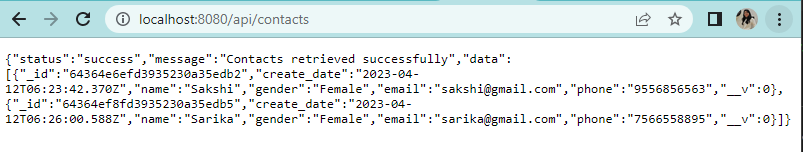 localhost:8080/api/contacts
{"status":"success","message":"Contacts retrieved successfully","data":
[{"_id":"64364e6efd3935230a35edb2","create_date":"2023-04-
12T06:23:42.370Z","name":"Sakshi","gender":"Female","email":"sakshi@gmail.com","phone":"9556856563","__v":0},
{"_id":"64364ef8fd3935230a35edb5","create_date":"2023-04-
12T06:26:00.588Z","name":"Sarika","gender":"Female","email":"sarika@gmail.com","phone":"7566558895","__v":0}]}